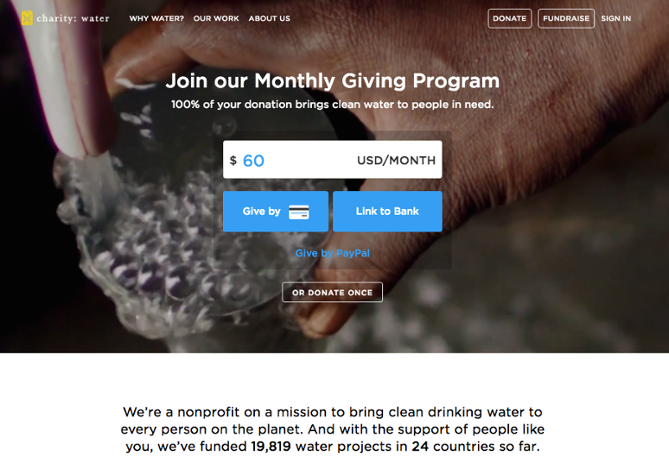 charity: water
WHY WATER? OUR WORK ABOUT US
DONATE FUNDRAISE SIGN IN
Join our Monthly Giving Program
100% of your donation brings clean water to people in need.
$ 60 USD/MONTH
Give by Link to Bank
Give by PayPal
OR DONATE ONCE
We're a nonprofit on a mission to bring clean drinking water to
every person on the planet. And with the support of people like
you, we've funded 19,819 water projects in 24 countries so far.